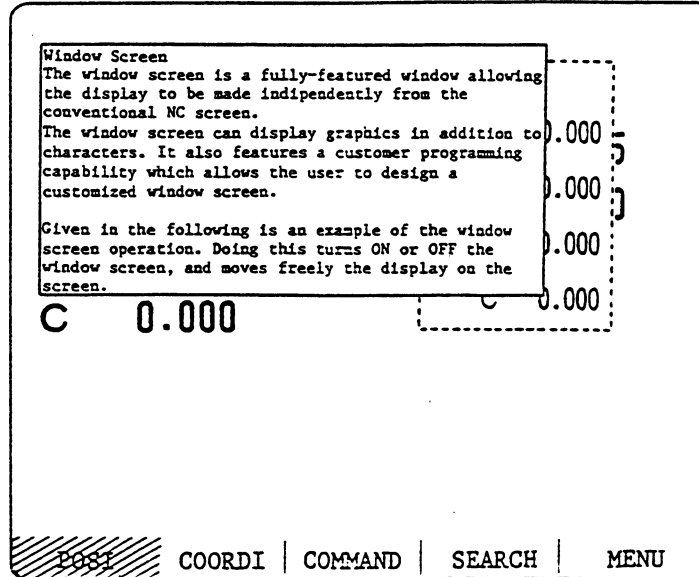 Window Screen
The window screen is a fully-featured window allowing
the display to be made indipendently from the
conventional NC screen.
The window screen can display graphics in addition to
characters. It also features a customer programming
capability which allows the user to design a
customized window screen.
Given in the following is an example of the window
screen operation. Doing this turns ON or OFF the
window screen, and moves freely the display on the
screen.
0.000
0.000
0.000
C 0.000
C 0.000
POSI COORDI COMMAND SEARCH MENU